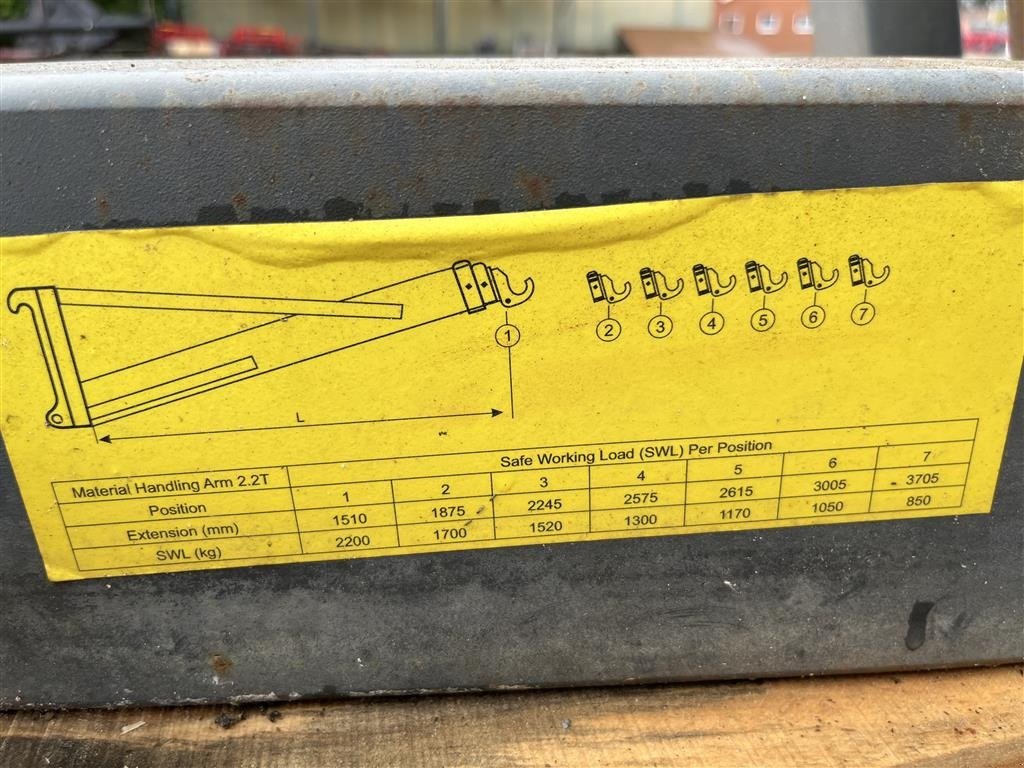 1
2
3
4
5
6
7
L
Material Handling Arm 2.2T Safe Working Load (SWL) Per Position
Position 1 2 3 4 5 6 7
Extension (mm) 1510 1875 2245 2575 2615 3005 3705
SWL (kg) 2200 1700 1520 1300 1170 1050 850